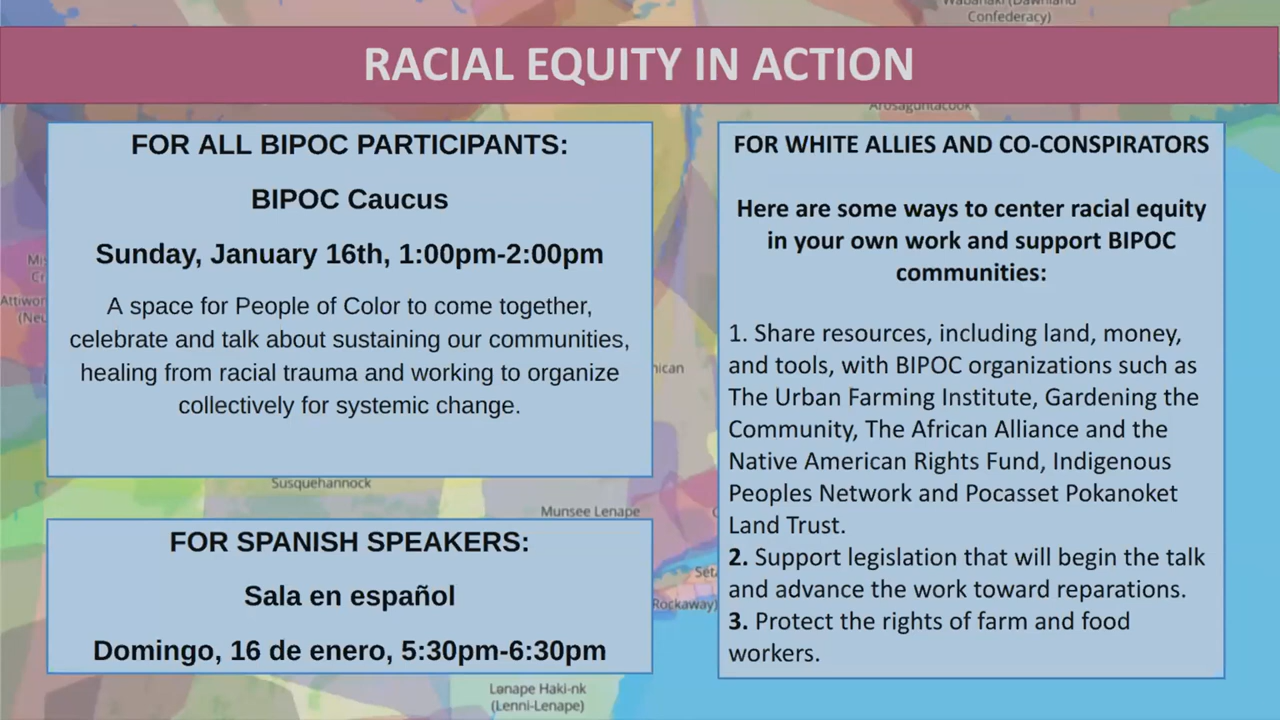 Confederacy)
RACIAL EQUITY IN ACTION
Arosaguntacook
FOR ALL BIPOC PARTICIPANTS:
BIPOC Caucus
Sunday, January 16th, 1:00pm-2:00pm
A space for People of Color to come together,
celebrate and talk about sustaining our communities,
healing from racial trauma and working to organize
collectively for systemic change.
Susquehannock
Munsee Lenape
FOR SPANISH SPEAKERS:
Sala en español
Domingo, 16 de enero, 5:30pm-6:30pm
Rockaway)
Lenape Haki-nk
(Lenni-Lenape)
FOR WHITE ALLIES AND CO-CONSPIRATORS
Here are some ways to center racial equity
in your own work and support BIPOC
communities:
1. Share resources, including land, money,
and tools, with BIPOC organizations such as
The Urban Farming Institute, Gardening the
Community, The African Alliance and the
Native American Rights Fund, Indigenous
Peoples Network and Pocasset Pokanoket
Land Trust.
2. Support legislation that will begin the talk
and advance the work toward reparations.
3. Protect the rights of farm and food
workers.